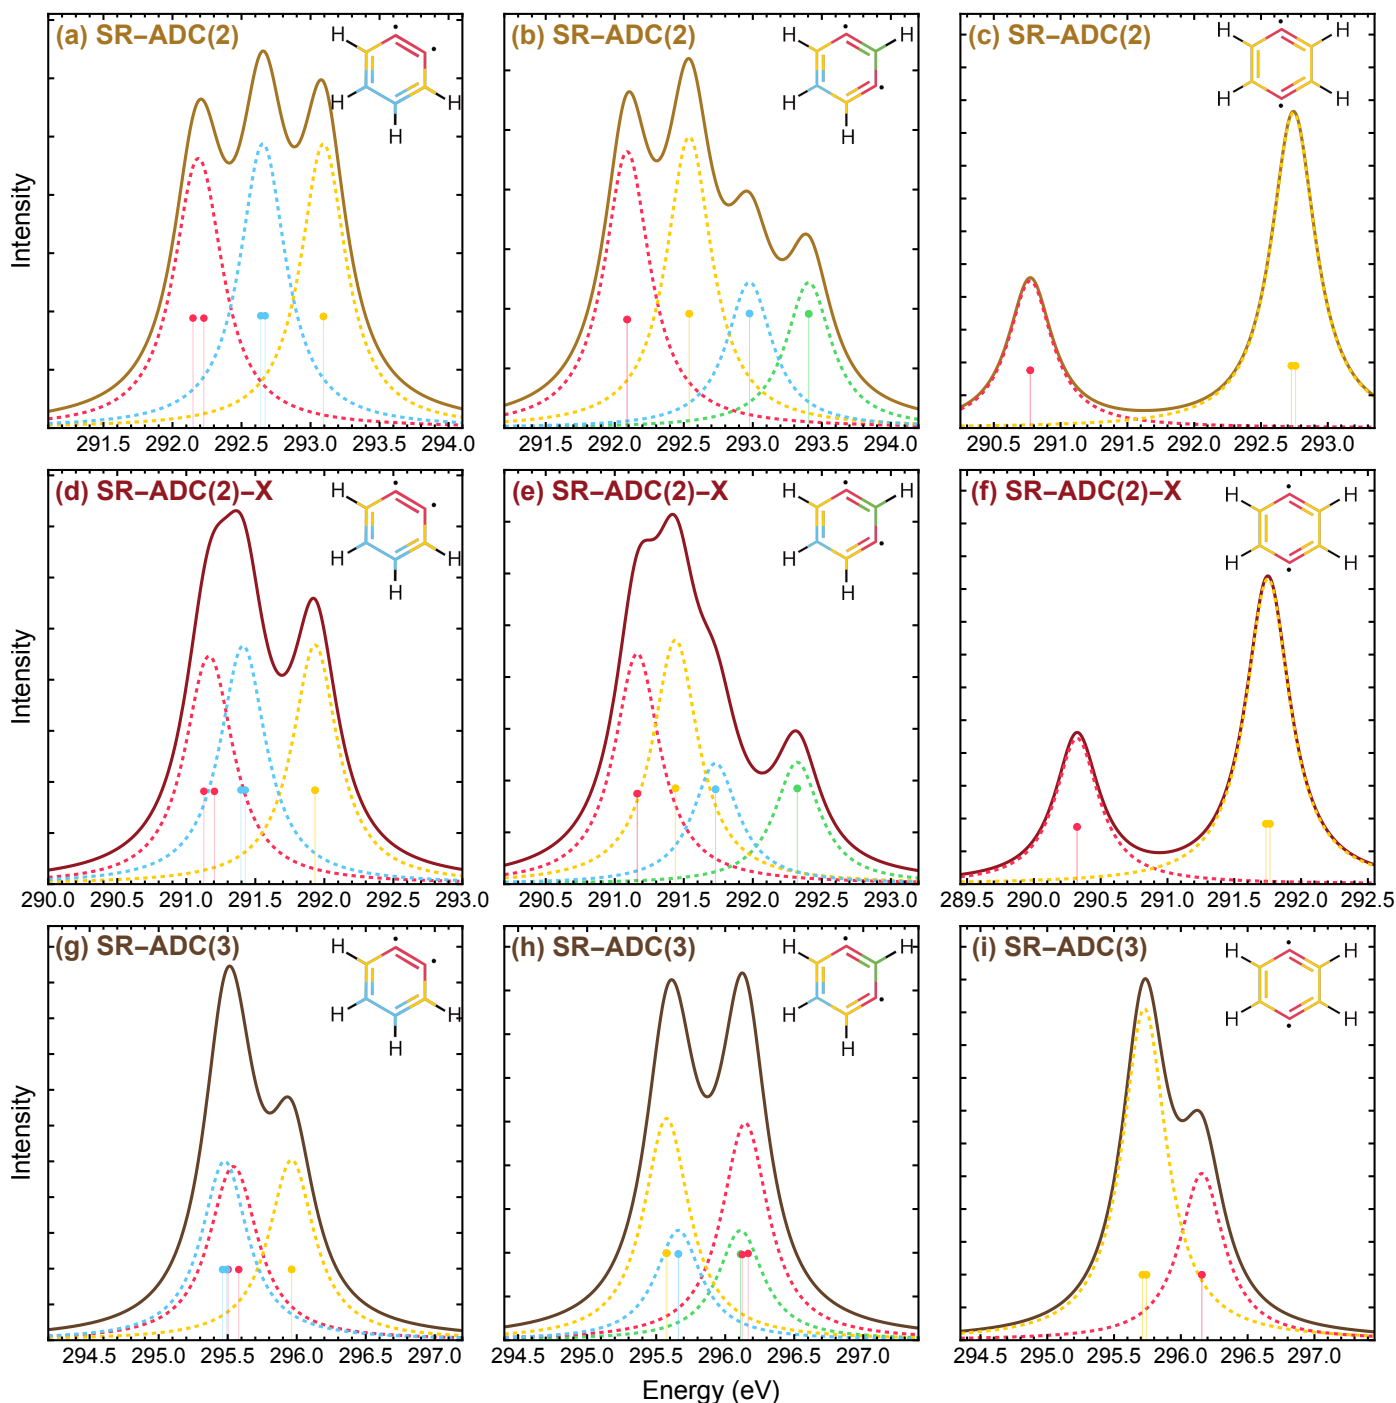 (a) SR–ADC(2)
H
H
H
H
(b) SR–ADC(2)
H
H
H
H
(c) SR–ADC(2)
H
H
H
H
Intensity
291.5 292.0 292.5 293.0 293.5 294.0
291.5 292.0 292.5 293.0 293.5 294.0
290.5 291.0 291.5 292.0 292.5 293.0
(d) SR–ADC(2)–X
H
H
H
H
(e) SR–ADC(2)–X
H
H
H
H
(f) SR–ADC(2)–X
H
H
H
H
Intensity
290.0 290.5 291.0 291.5 292.0 292.5 293.0
290.5 291.0 291.5 292.0 292.5 293.0
289.5 290.0 290.5 291.0 291.5 292.0 292.5
(g) SR–ADC(3)
H
H
H
H
(h) SR–ADC(3)
H
H
H
H
(i) SR–ADC(3)
H
H
H
H
Intensity
294.5 295.0 295.5 296.0 296.5 297.0
294.5 295.0 295.5 296.0 296.5 297.0
294.5 295.0 295.5 296.0 296.5 297.0
Energy (eV)